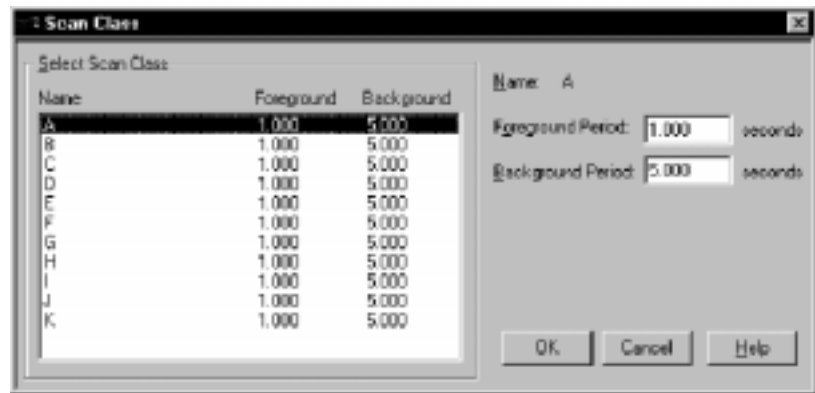 Scan Class
Select Scan Class
Name Foreground Background
A 1.000 5.000
B 1.000 5.000
C 1.000 5.000
D 1.000 5.000
E 1.000 5.000
F 1.000 5.000
G 1.000 5.000
H 1.000 5.000
I 1.000 5.000
J 1.000 5.000
K 1.000 5.000
Name: A
Foreground Period: 1.000 seconds
Background Period: 5.000 seconds
OK Cancel Help